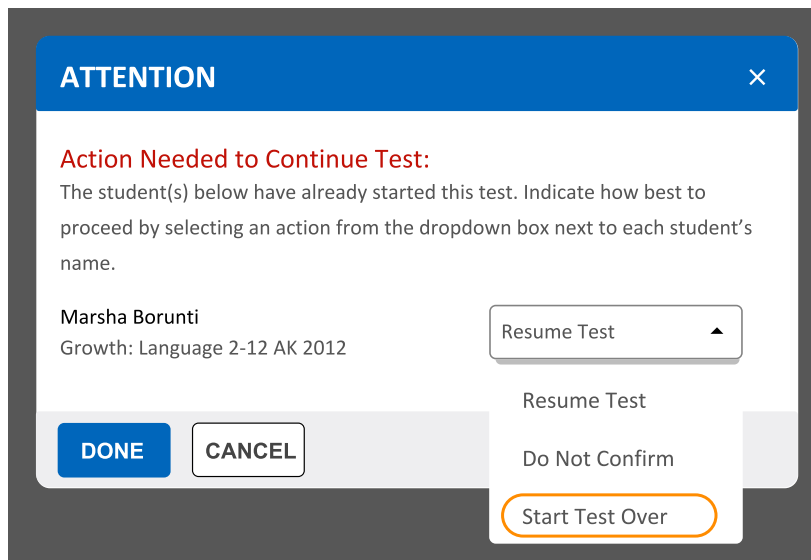 ATTENTION
Action Needed to Continue Test:
The student(s) below have already started this test. Indicate how best to
proceed by selecting an action from the dropdown box next to each student’s
name.
Marsha Borunti
Growth: Language 2-12 AK 2012
Resume Test
Resume Test
Do Not Confirm
Start Test Over
DONE
CANCEL